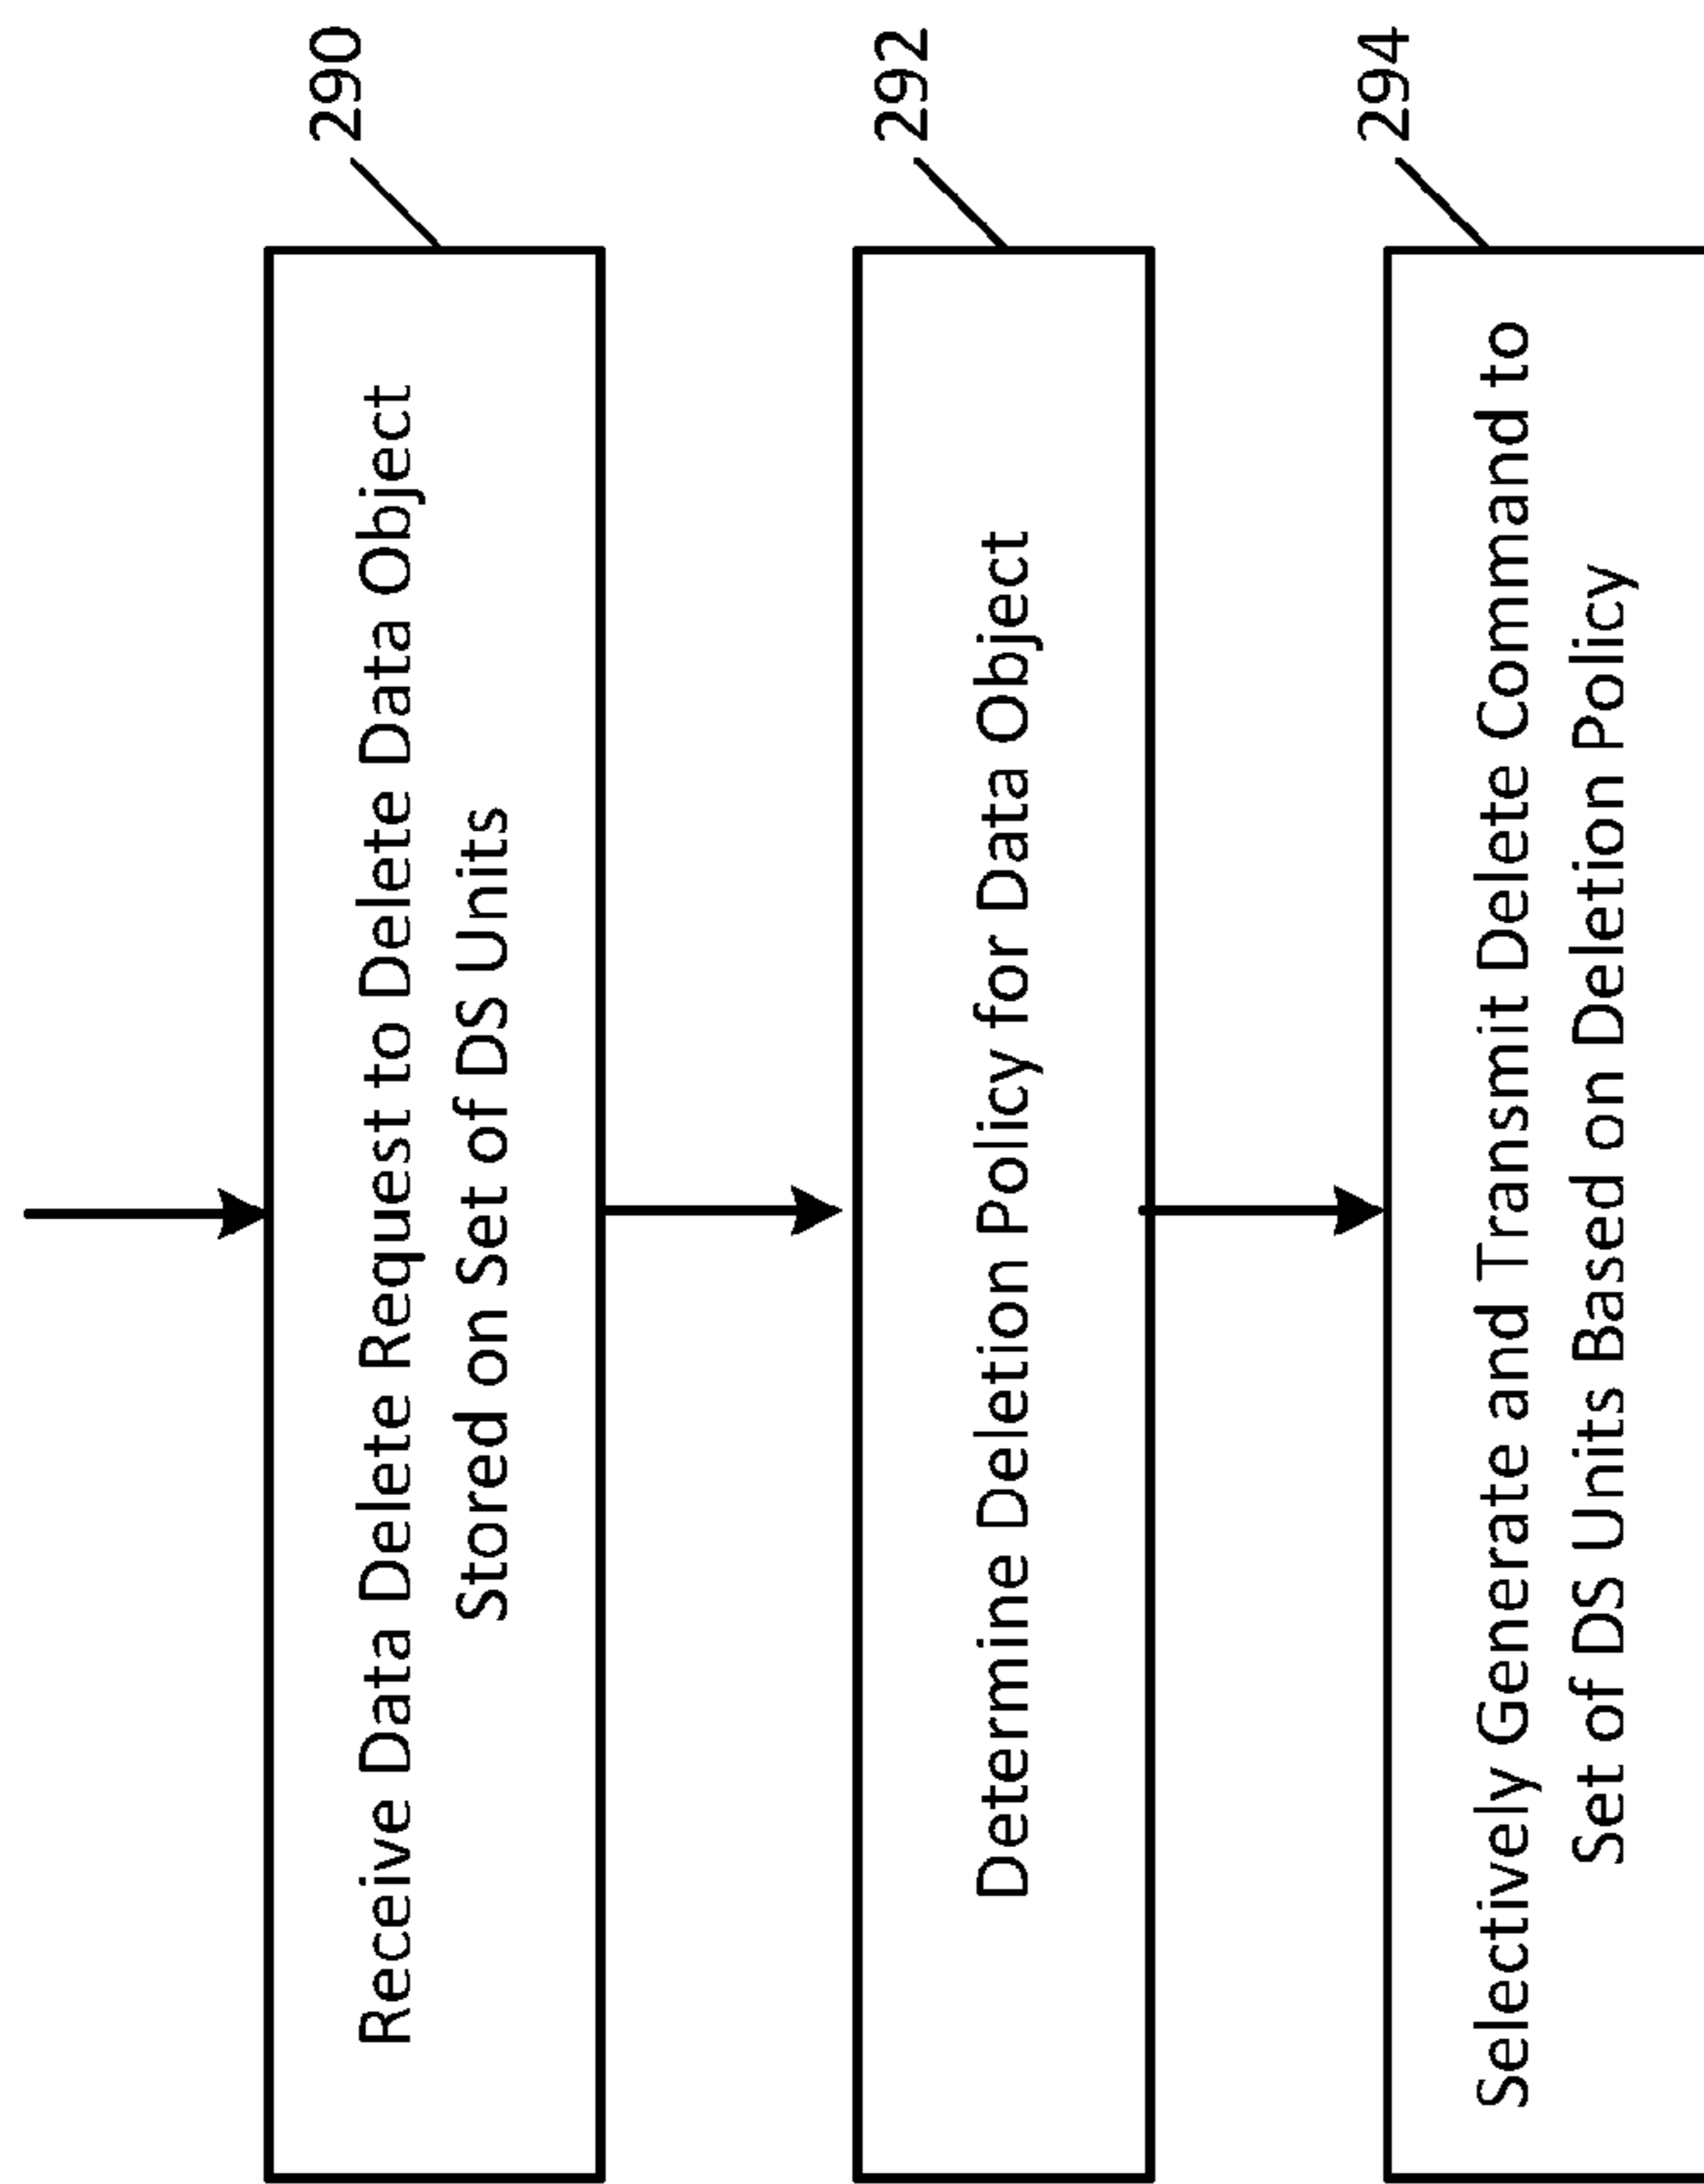 290
Receive Data Delete Request to Delete Data Object
Stored on Set of DS Units
292
Determine Deletion Policy for Data Object
294
Selectively Generate and Transmit Delete Command to
Set of DS Units Based on Deletion Policy